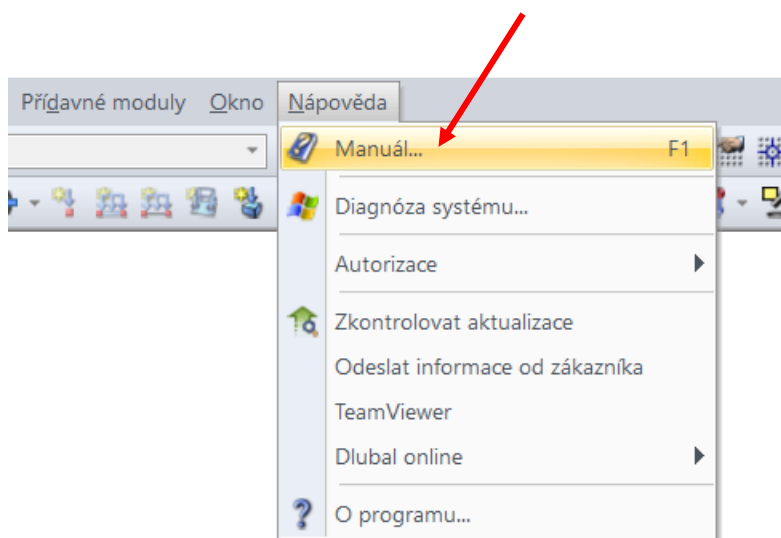 Přídavné moduly Okno Nápověda
Manuál... F1
Diagnóza systému...
Autorizace
Zkontrolovat aktualizace
Odeslat informace od zákazníka
TeamViewer
Dlubal online
O programu...